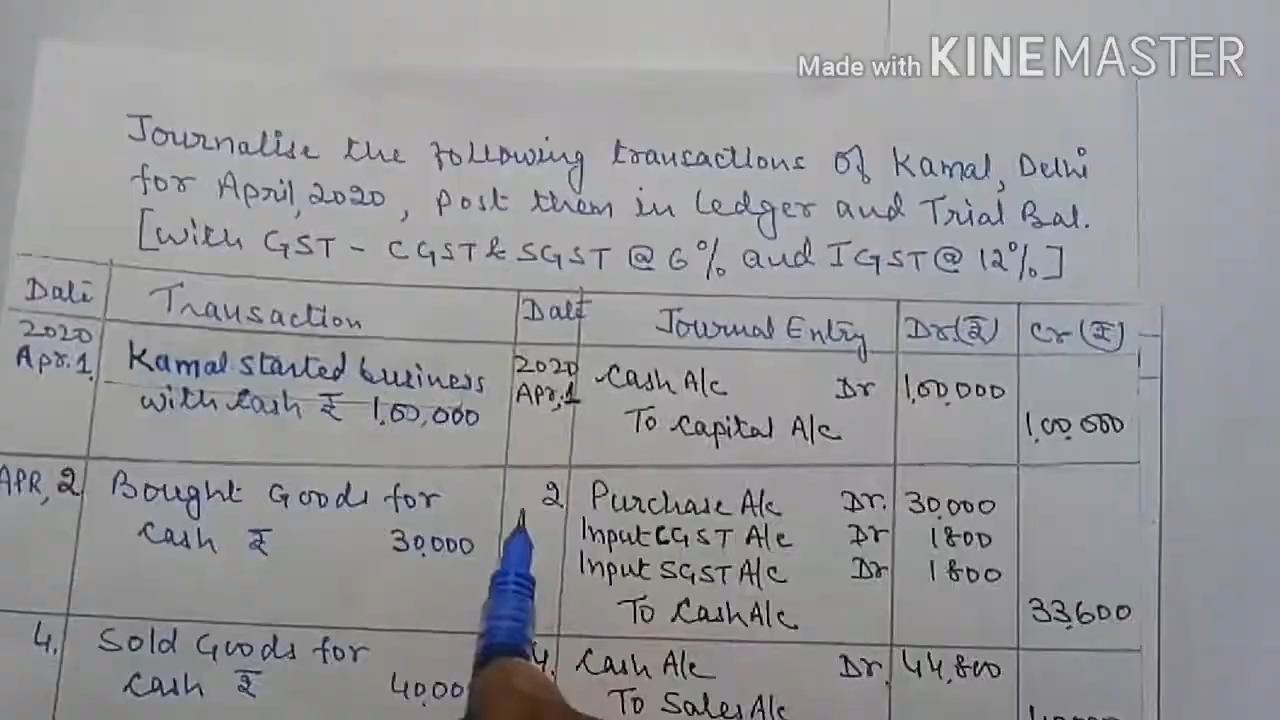 Made with KINEMASTER
Journalise the following transactions of Kamal, Delhi
for April, 2020, Post them in Ledger and Trial Bal.
[with GST - CGST & SGST @ 6% and IGST @ 12%]
Date Transaction Date Journal Entry Dr (₹) Cr (₹)
2020 Apr. 1. Kamal started business with Cash ₹ 1,00,000
2020 Apr, 1 Cash A/c Dr 1,00,000
To Capital A/c 1,00,000
APR, 2 Bought Goods for
Cash ₹ 30,000
2 Purchase A/c Dr. 30,000
Input CGST A/c Dr 1800
Input SGST A/c Dr 1800
To Cash A/c 33,600
4. Sold Goods for
Cash ₹ 40,00
4. Cash A/c Dr. 44,800
To Sales A/c